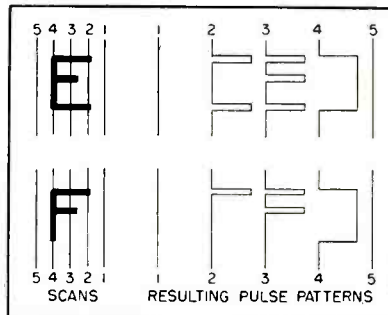 5 4 3 2 1 1 2 3 4 5
E
F
5 4 3 2 1 1 2 3 4 5
SCANS RESULTING PULSE PATTERNS